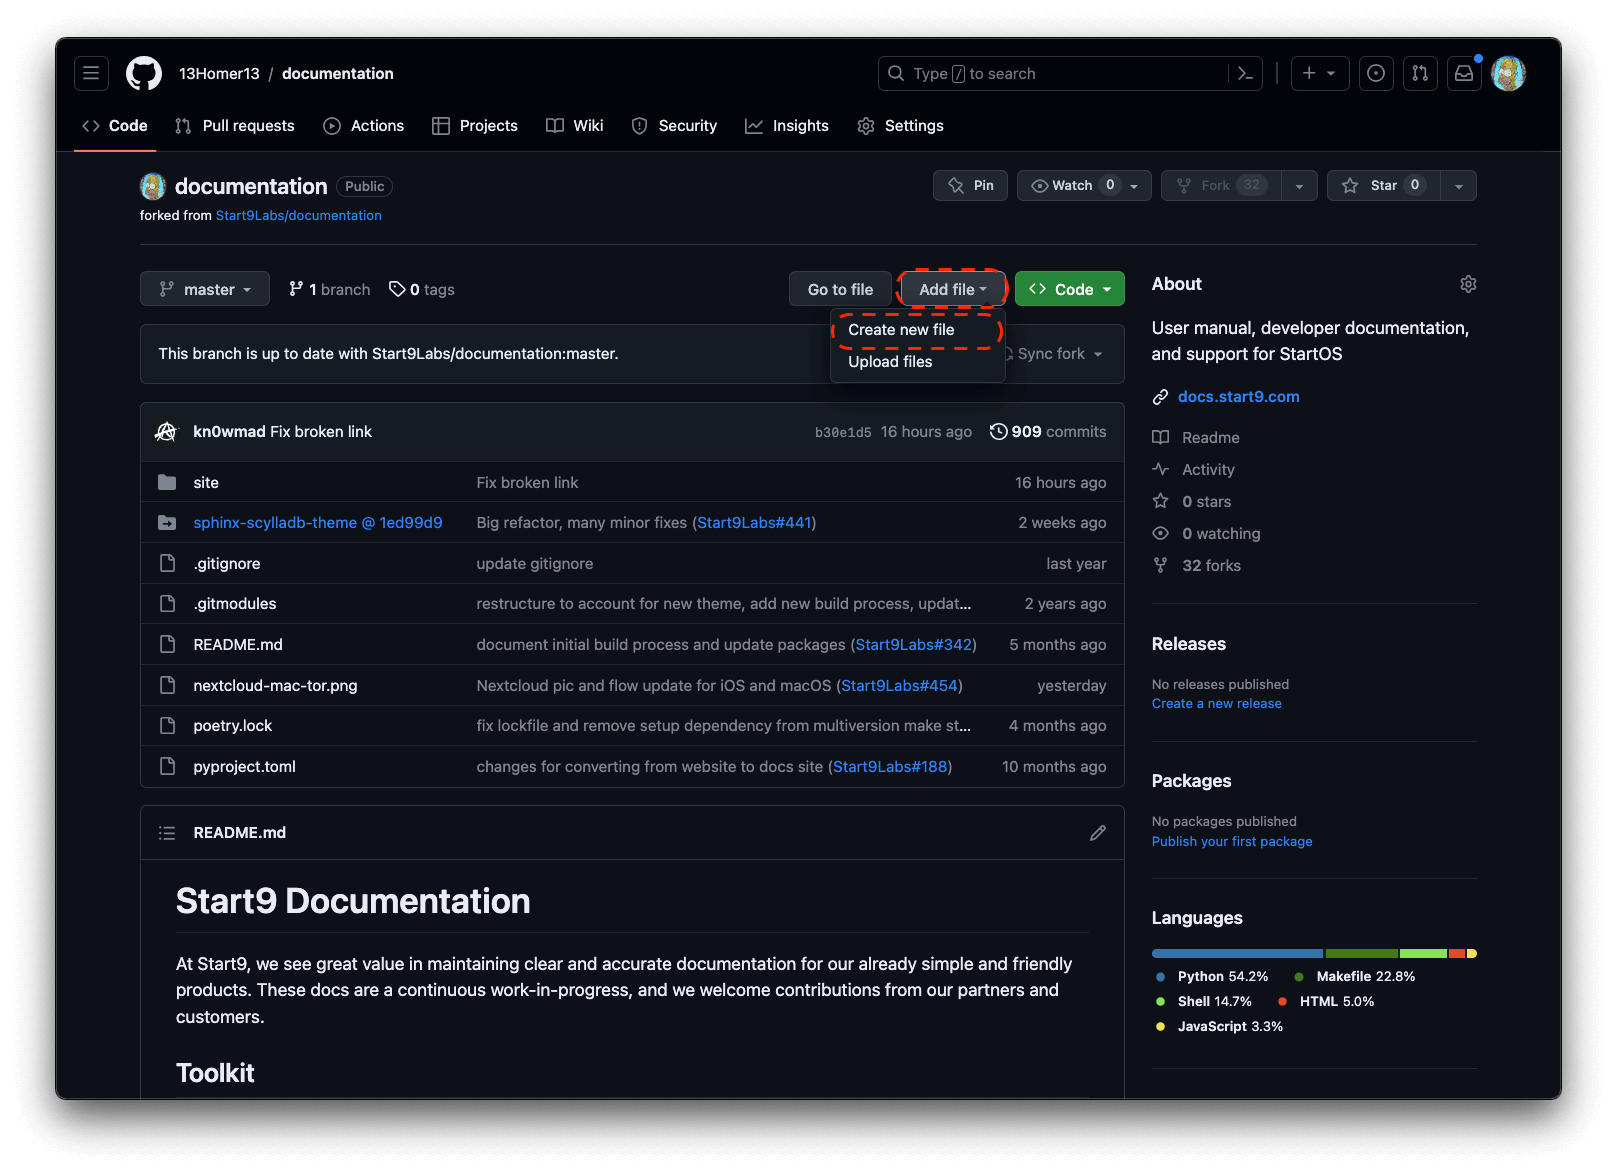 13Homer13 / documentation
Type / to search
Code Pull requests Actions Projects Wiki Security Insights Settings
documentation Public
Pin Watch 0 Fork 32 Star 0
forked from Start9Labs/documentation
master 1 branch 0 tags
Go to file Add file Code
Create new file
Upload files
This branch is up to date with Start9Labs/documentation:master.
Sync fork
kn0wmad Fix broken link b30e1d5 16 hours ago 909 commits
site Fix broken link 16 hours ago
sphinx-scylladb-theme @ 1ed99d9 Big refactor, many minor fixes (Start9Labs#441) 2 weeks ago
.gitignore update gitignore last year
.gitmodules restructure to account for new theme, add new build process, updat... 2 years ago
README.md document initial build process and update packages (Start9Labs#342) 5 months ago
nextcloud-mac-tor.png Nextcloud pic and flow update for iOS and macOS (Start9Labs#454) yesterday
poetry.lock fix lockfile and remove setup dependency from multiversion make st... 4 months ago
pyproject.toml changes for converting from website to docs site (Start9Labs#188) 10 months ago
README.md
Start9 Documentation
At Start9, we see great value in maintaining clear and accurate documentation for our already simple and friendly
products. These docs are a continuous work-in-progress, and we welcome contributions from our partners and
customers.
Toolkit
About
User manual, developer documentation,
and support for StartOS
docs.start9.com
Readme
Activity
0 stars
0 watching
32 forks
Releases
No releases published
Create a new release
Packages
No packages published
Publish your first package
Languages
Python 54.2% Makefile 22.8%
Shell 14.7% HTML 5.0%
JavaScript 3.3%